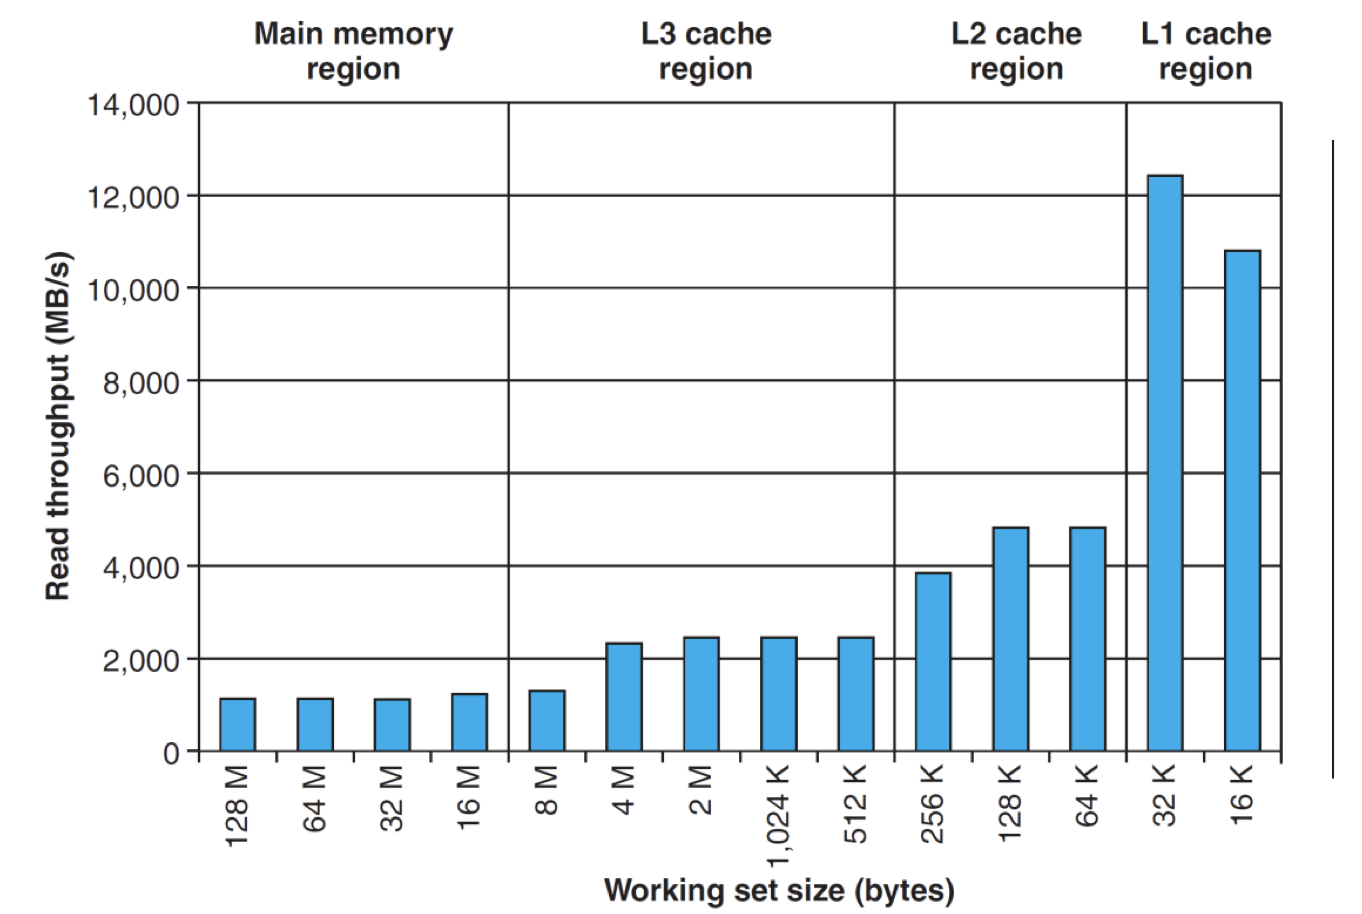 Main memory
region
L3 cache
region
L2 cache
region
L1 cache
region
14,000
12,000
10,000
8,000
6,000
4,000
2,000
0
Read throughput (MB/s)
128 M
64 M
32 M
16 M
8 M
4 M
2 M
1,024 K
512 K
256 K
128 K
64 K
32 K
16 K
Working set size (bytes)